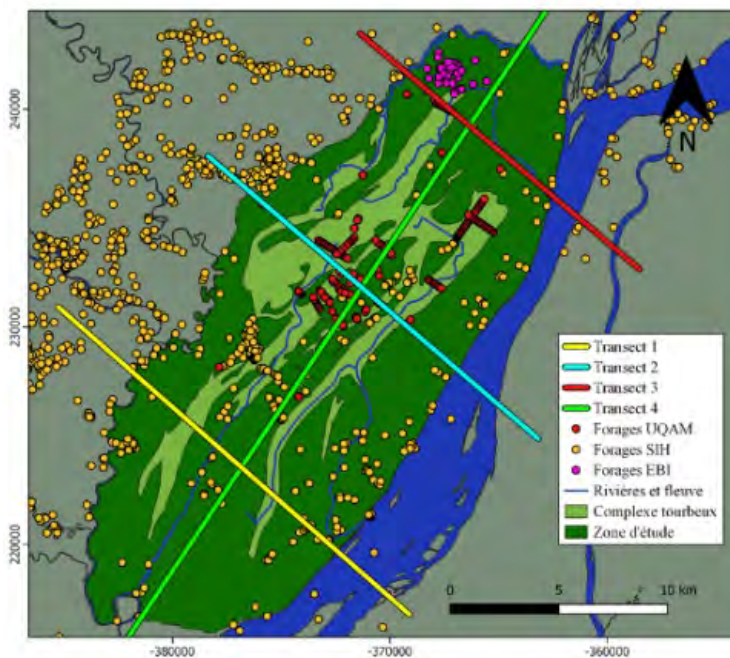 240000
230000
220000
N
Transect 1
Transect 2
Transect 3
Transect 4
Forages UQAM
Forages SIH
Forages EBI
Rivières et fleuve
Complexe tourbeux
Zone d'étude
0 5 10 km
-380000 -370000 -360000